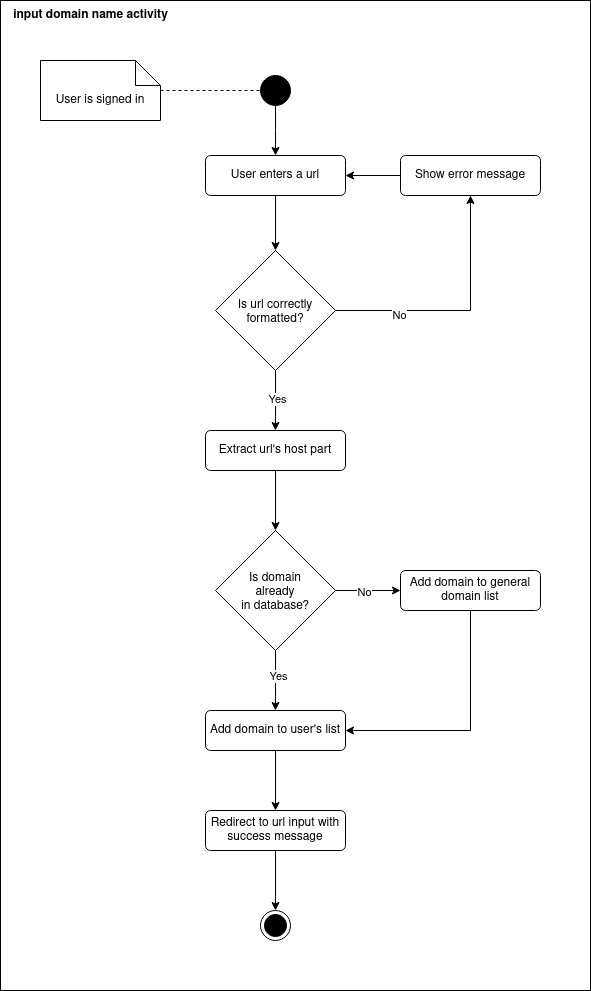 input domain name activity
User is signed in
User enters a url
Show error message
Is url correctly
formatted?
No
Yes
Extract url's host part
Is domain
already
in database?
No
Add domain to general
domain list
Yes
Add domain to user's list
Redirect to url input with
success message